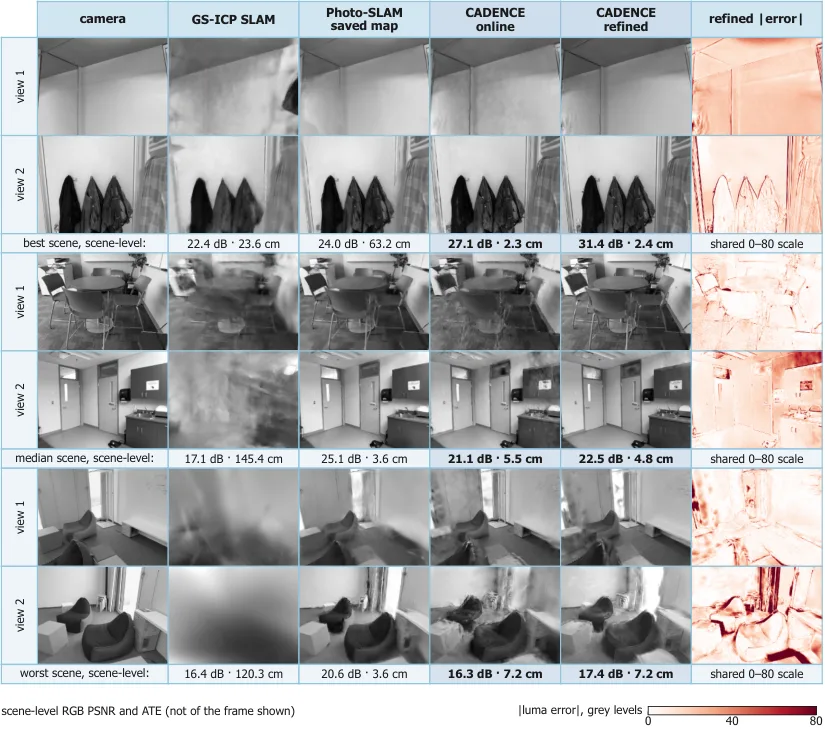 camera
GS-ICP SLAM
Photo-SLAM
saved map
CADENCE
online
CADENCE
refined
refined |error|
view 1
view 2
best scene, scene-level:
22.4 dB · 23.6 cm
24.0 dB · 63.2 cm
27.1 dB · 2.3 cm
31.4 dB · 2.4 cm
shared 0–80 scale
view 1
view 2
median scene, scene-level:
17.1 dB · 145.4 cm
25.1 dB · 3.6 cm
21.1 dB · 5.5 cm
22.5 dB · 4.8 cm
shared 0–80 scale
view 1
view 2
worst scene, scene-level:
16.4 dB · 120.3 cm
20.6 dB · 3.6 cm
16.3 dB · 7.2 cm
17.4 dB · 7.2 cm
shared 0–80 scale
scene-level RGB PSNR and ATE (not of the frame shown)
|luma error|, grey levels
0
40
80